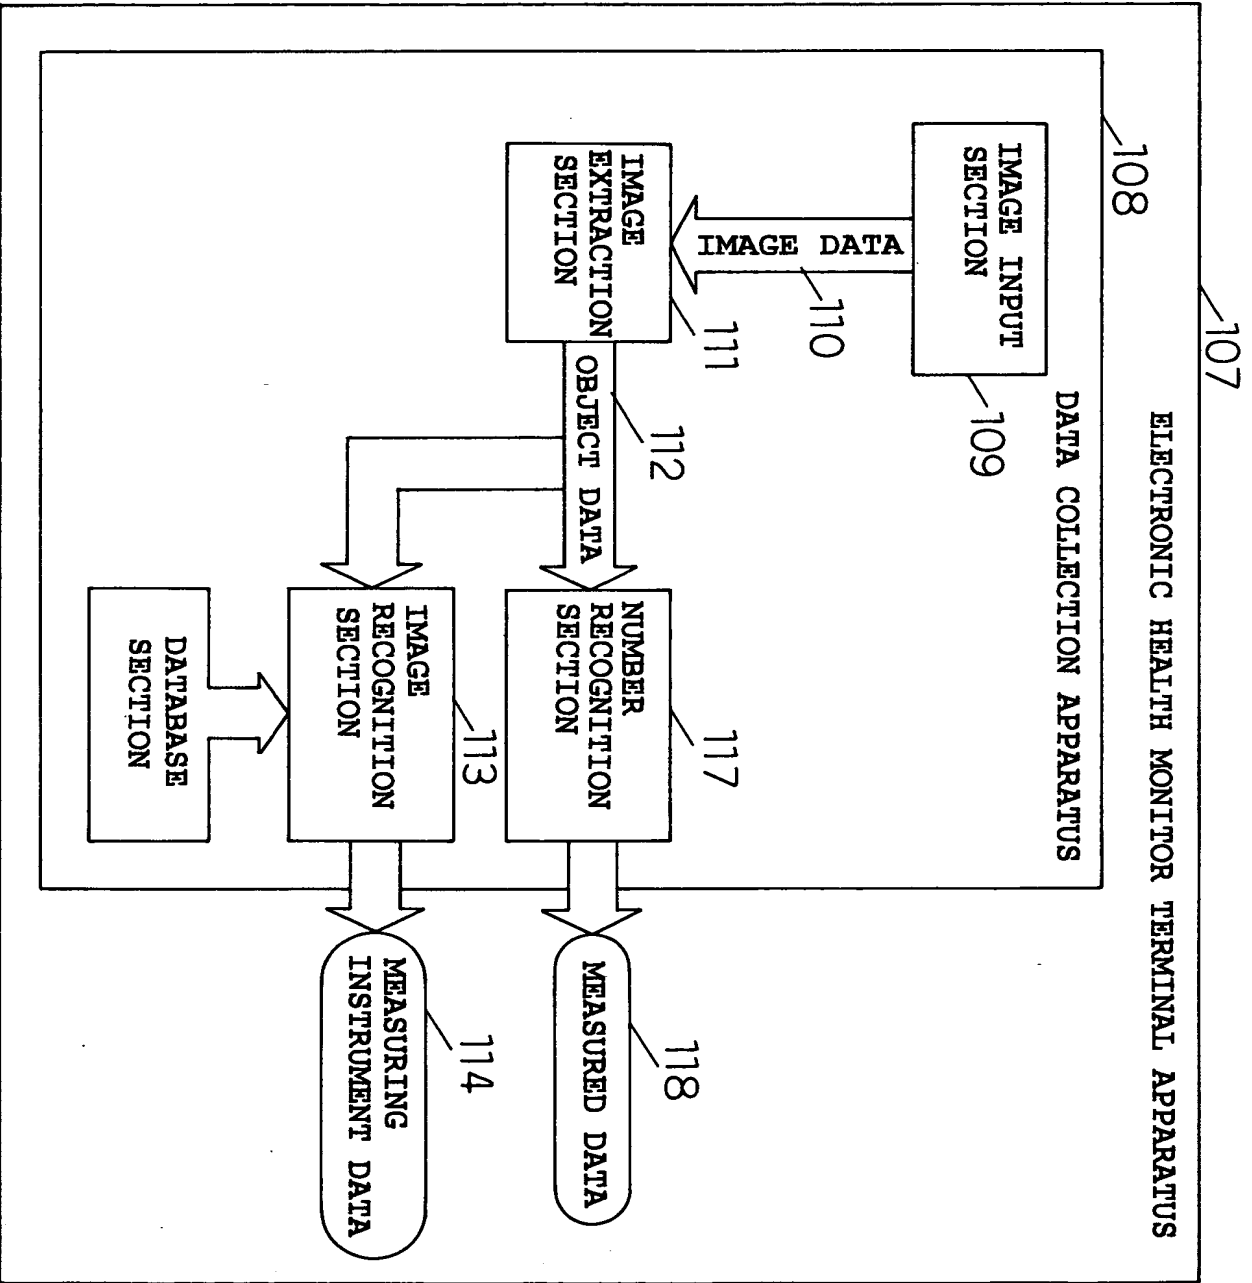 107
ELECTRONIC HEALTH MONITOR TERMINAL APPARATUS
108
DATA COLLECTION APPARATUS
IMAGE INPUT
SECTION
109
IMAGE DATA
110
IMAGE
EXTRACTION
SECTION
111
OBJECT DATA
112
NUMBER
RECOGNITION
SECTION
117
MEASURED DATA
118
IMAGE
RECOGNITION
SECTION
113
MEASURING
INSTRUMENT DATA
114
DATABASE
SECTION